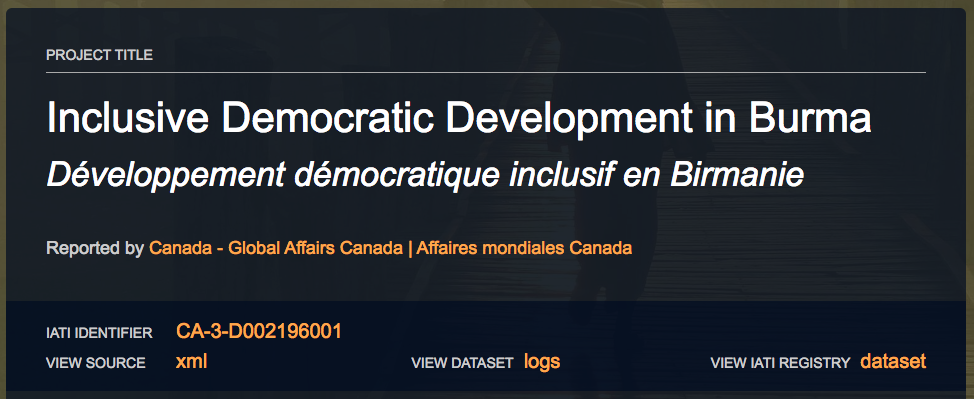 PROJECT TITLE
Inclusive Democratic Development in Burma
Développement démocratique inclusif en Birmanie
Reported by Canada - Global Affairs Canada | Affaires mondiales Canada
IATI IDENTIFIER CA-3-D002196001
VIEW SOURCE xml VIEW DATASET logs VIEW IATI REGISTRY dataset